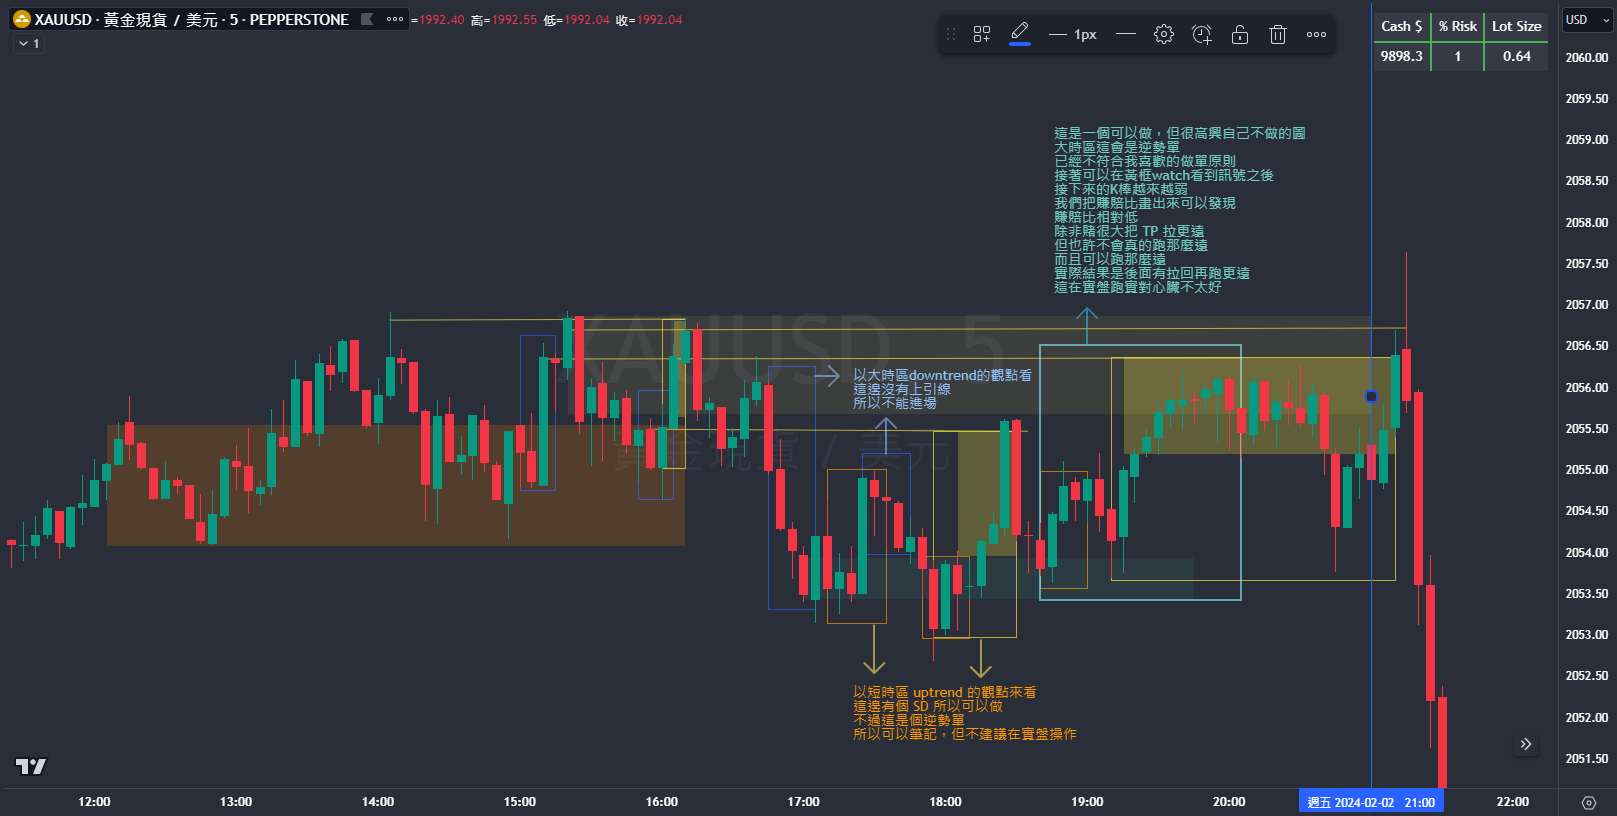 XAUUSD · 黃金現貨 / 美元 · 5 · PEPPERSTONE
=1992.40 高=1992.55 低=1992.04 收=1992.04
1
1px
Cash $ % Risk Lot Size
9898.3 1 0.64
USD
2060.00
2059.50
2059.00
2058.50
2058.00
2057.50
2057.00
2056.50
2056.00
2055.50
2055.00
2054.50
2054.00
2053.50
2053.00
2052.50
2052.00
2051.50
這是一個可以做，但很高興自己不做的圖
大時區這會是逆勢單
已經不符合我喜歡的做單原則
接著可以在黃框watch看到訊號之後
接下來的K棒越來越弱
我們把賺賠比畫出來可以發現
賺賠比相對低
除非賭很大把 TP 拉更遠
但也許不會真的跑那麼遠
而且可以跑那麼遠
實際結果是後面有拉回再跑更遠
這在實盤跑實對心臟不太好
XAUUSD 5
黃金現貨 / 美元
以大時區downtrend的觀點看
這邊沒有上引線
所以不能進場
以短時區 uptrend 的觀點來看
這邊有個 SD 所以可以做
不過這是個逆勢單
所以可以筆記，但不建議在實盤操作
12:00 13:00 14:00 15:00 16:00 17:00 18:00 19:00 20:00 週五 2024-02-02 21:00 22:00